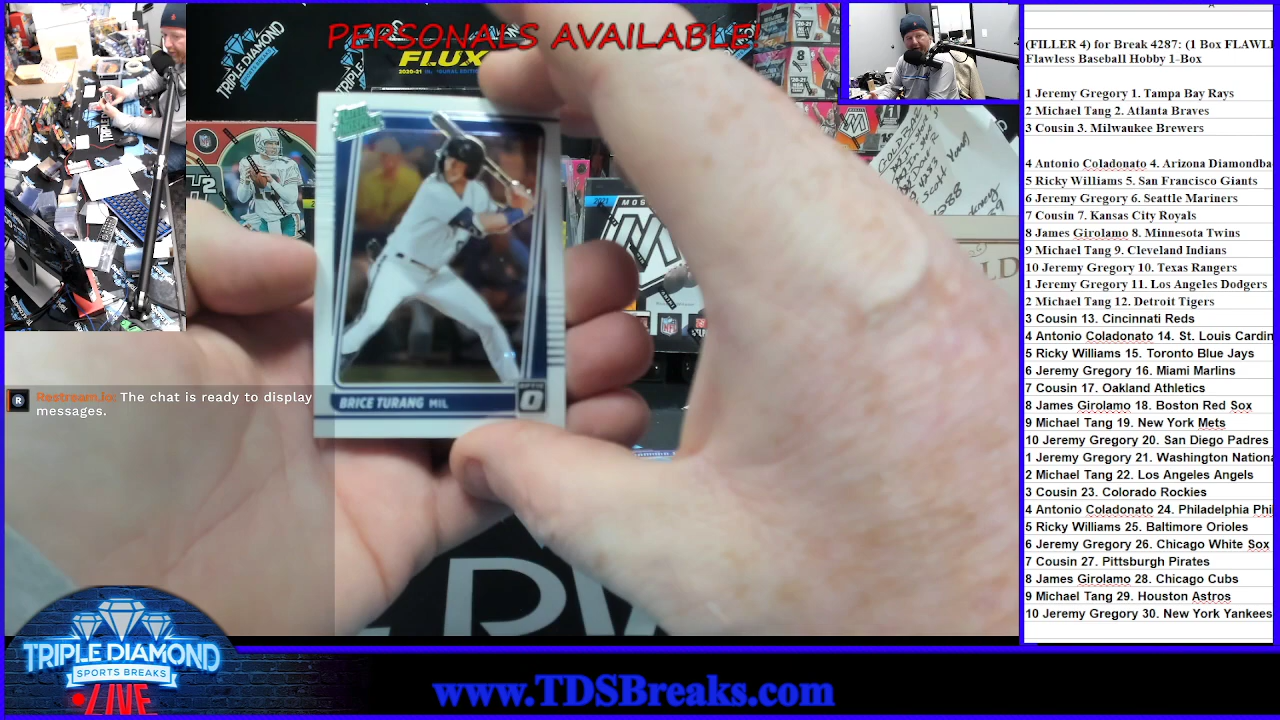 PERSONALS AVAILABLE!
TRIPLE DIAMOND
FLUX
2020-21
BRICE TURANG MIL
OPTIC
Restream.io The chat is ready to display
messages.
(FILLER 4) for Break 4287: (1 Box FLAWL
Flawless Baseball Hobby 1-Box
1 Jeremy Gregory 1. Tampa Bay Rays
2 Michael Tang 2. Atlanta Braves
3 Cousin 3. Milwaukee Brewers
4 Antonio Coladonato 4. Arizona Diamondba
5 Ricky Williams 5. San Francisco Giants
6 Jeremy Gregory 6. Seattle Mariners
7 Cousin 7. Kansas City Royals
8 James Girolamo 8. Minnesota Twins
9 Michael Tang 9. Cleveland Indians
10 Jeremy Gregory 10. Texas Rangers
1 Jeremy Gregory 11. Los Angeles Dodgers
2 Michael Tang 12. Detroit Tigers
3 Cousin 13. Cincinnati Reds
4 Antonio Coladonato 14. St. Louis Cardin
5 Ricky Williams 15. Toronto Blue Jays
6 Jeremy Gregory 16. Miami Marlins
7 Cousin 17. Oakland Athletics
8 James Girolamo 18. Boston Red Sox
9 Michael Tang 19. New York Mets
10 Jeremy Gregory 20. San Diego Padres
1 Jeremy Gregory 21. Washington Nationa
2 Michael Tang 22. Los Angeles Angels
3 Cousin 23. Colorado Rockies
4 Antonio Coladonato 24. Philadelphia Phi
5 Ricky Williams 25. Baltimore Orioles
6 Jeremy Gregory 26. Chicago White Sox
7 Cousin 27. Pittsburgh Pirates
8 James Girolamo 28. Chicago Cubs
9 Michael Tang 29. Houston Astros
10 Jeremy Gregory 30. New York Yankees
TRIPLE DIAMOND
SPORTS BREAKS
LIVE
www.TDSBreaks.com